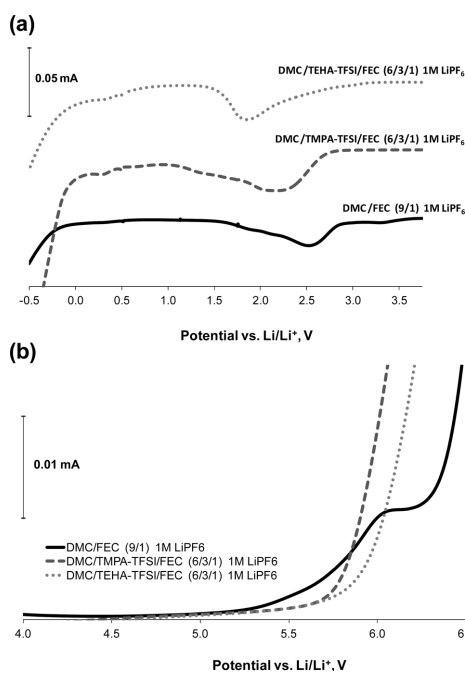 (a)
0.05 mA
DMC/TEHA-TFSI/FEC (6/3/1) 1M LiPF6
DMC/TMPA-TFSI/FEC (6/3/1) 1M LiPF6
DMC/FEC (9/1) 1M LiPF6
-0.5 0.0 0.5 1.0 1.5 2.0 2.5 3.0 3.5
Potential vs. Li/Li+, V
(b)
0.01 mA
DMC/FEC (9/1) 1M LiPF6
DMC/TMPA-TFSI/FEC (6/3/1) 1M LiPF6
DMC/TEHA-TFSI/FEC (6/3/1) 1M LiPF6
4.0 4.5 5.0 5.5 6.0 6
Potential vs. Li/Li+, V